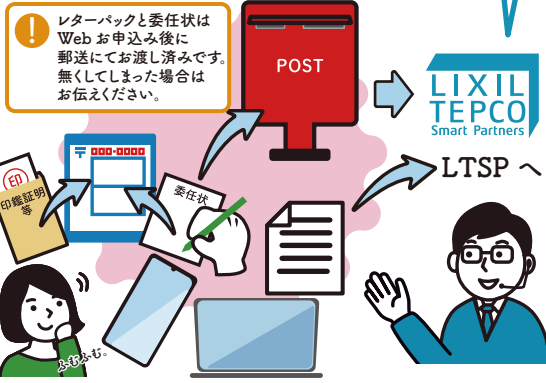 レターパックと委任状は
Web お申込み後に
郵送にてお渡し済みです。
無くしてしまった場合は
お伝えください。
POST
LIXIL
TEPCO
Smart Partners
LTSP へ
〒 000-0000
印
印鑑証明
等
委任状
ふむふむ。